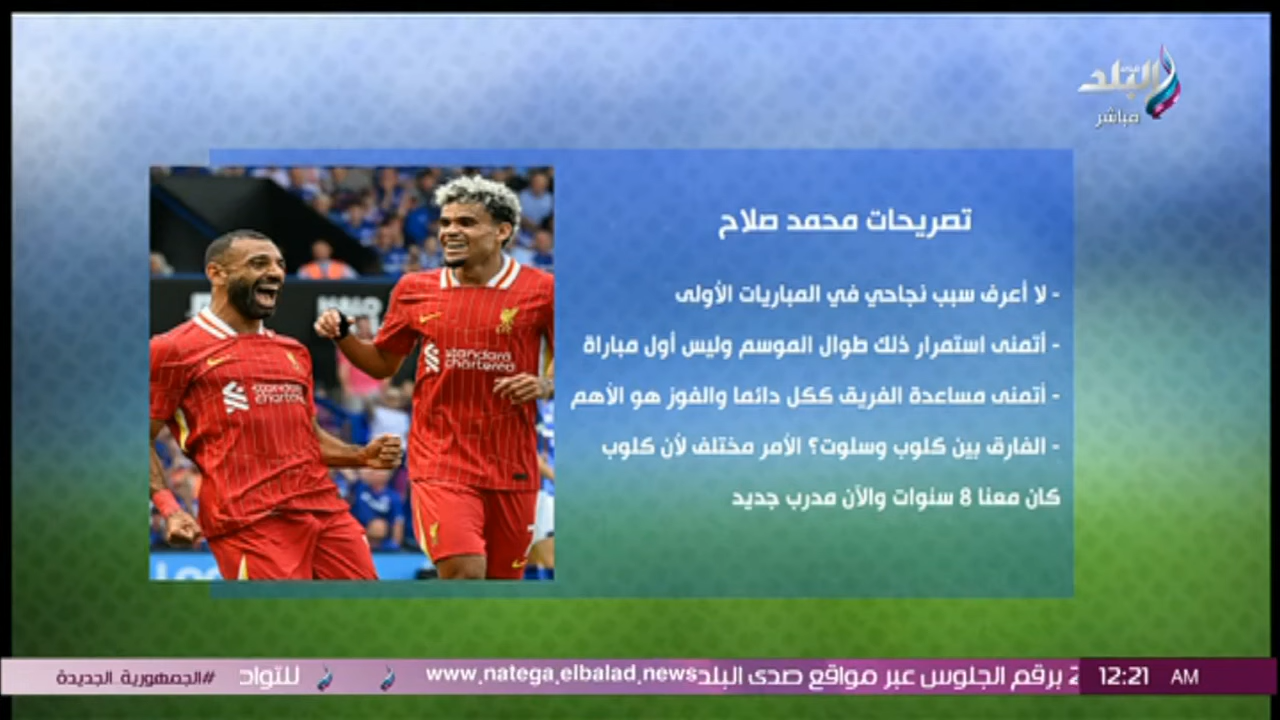 صدى البلد
مباشر
تصريحات محمد صلاح
- لا أعرف سبب نجاحي في المباريات الأولى
- أتمنى استمرار ذلك طوال الموسم وليس أول مباراة
- أتمنى مساعدة الفريق ككل دائما والفوز هو الأهم
- الفارق بين كلوب وسلوت؟ الأمر مختلف لأن كلوب
كان معنا 8 سنوات والآن مدرب جديد
standard
chartered
standard
برقم الجلوس عبر مواقع صدى البلد www.natega.elbalad.news
#الجمهورية الجديدة
12:21 AM